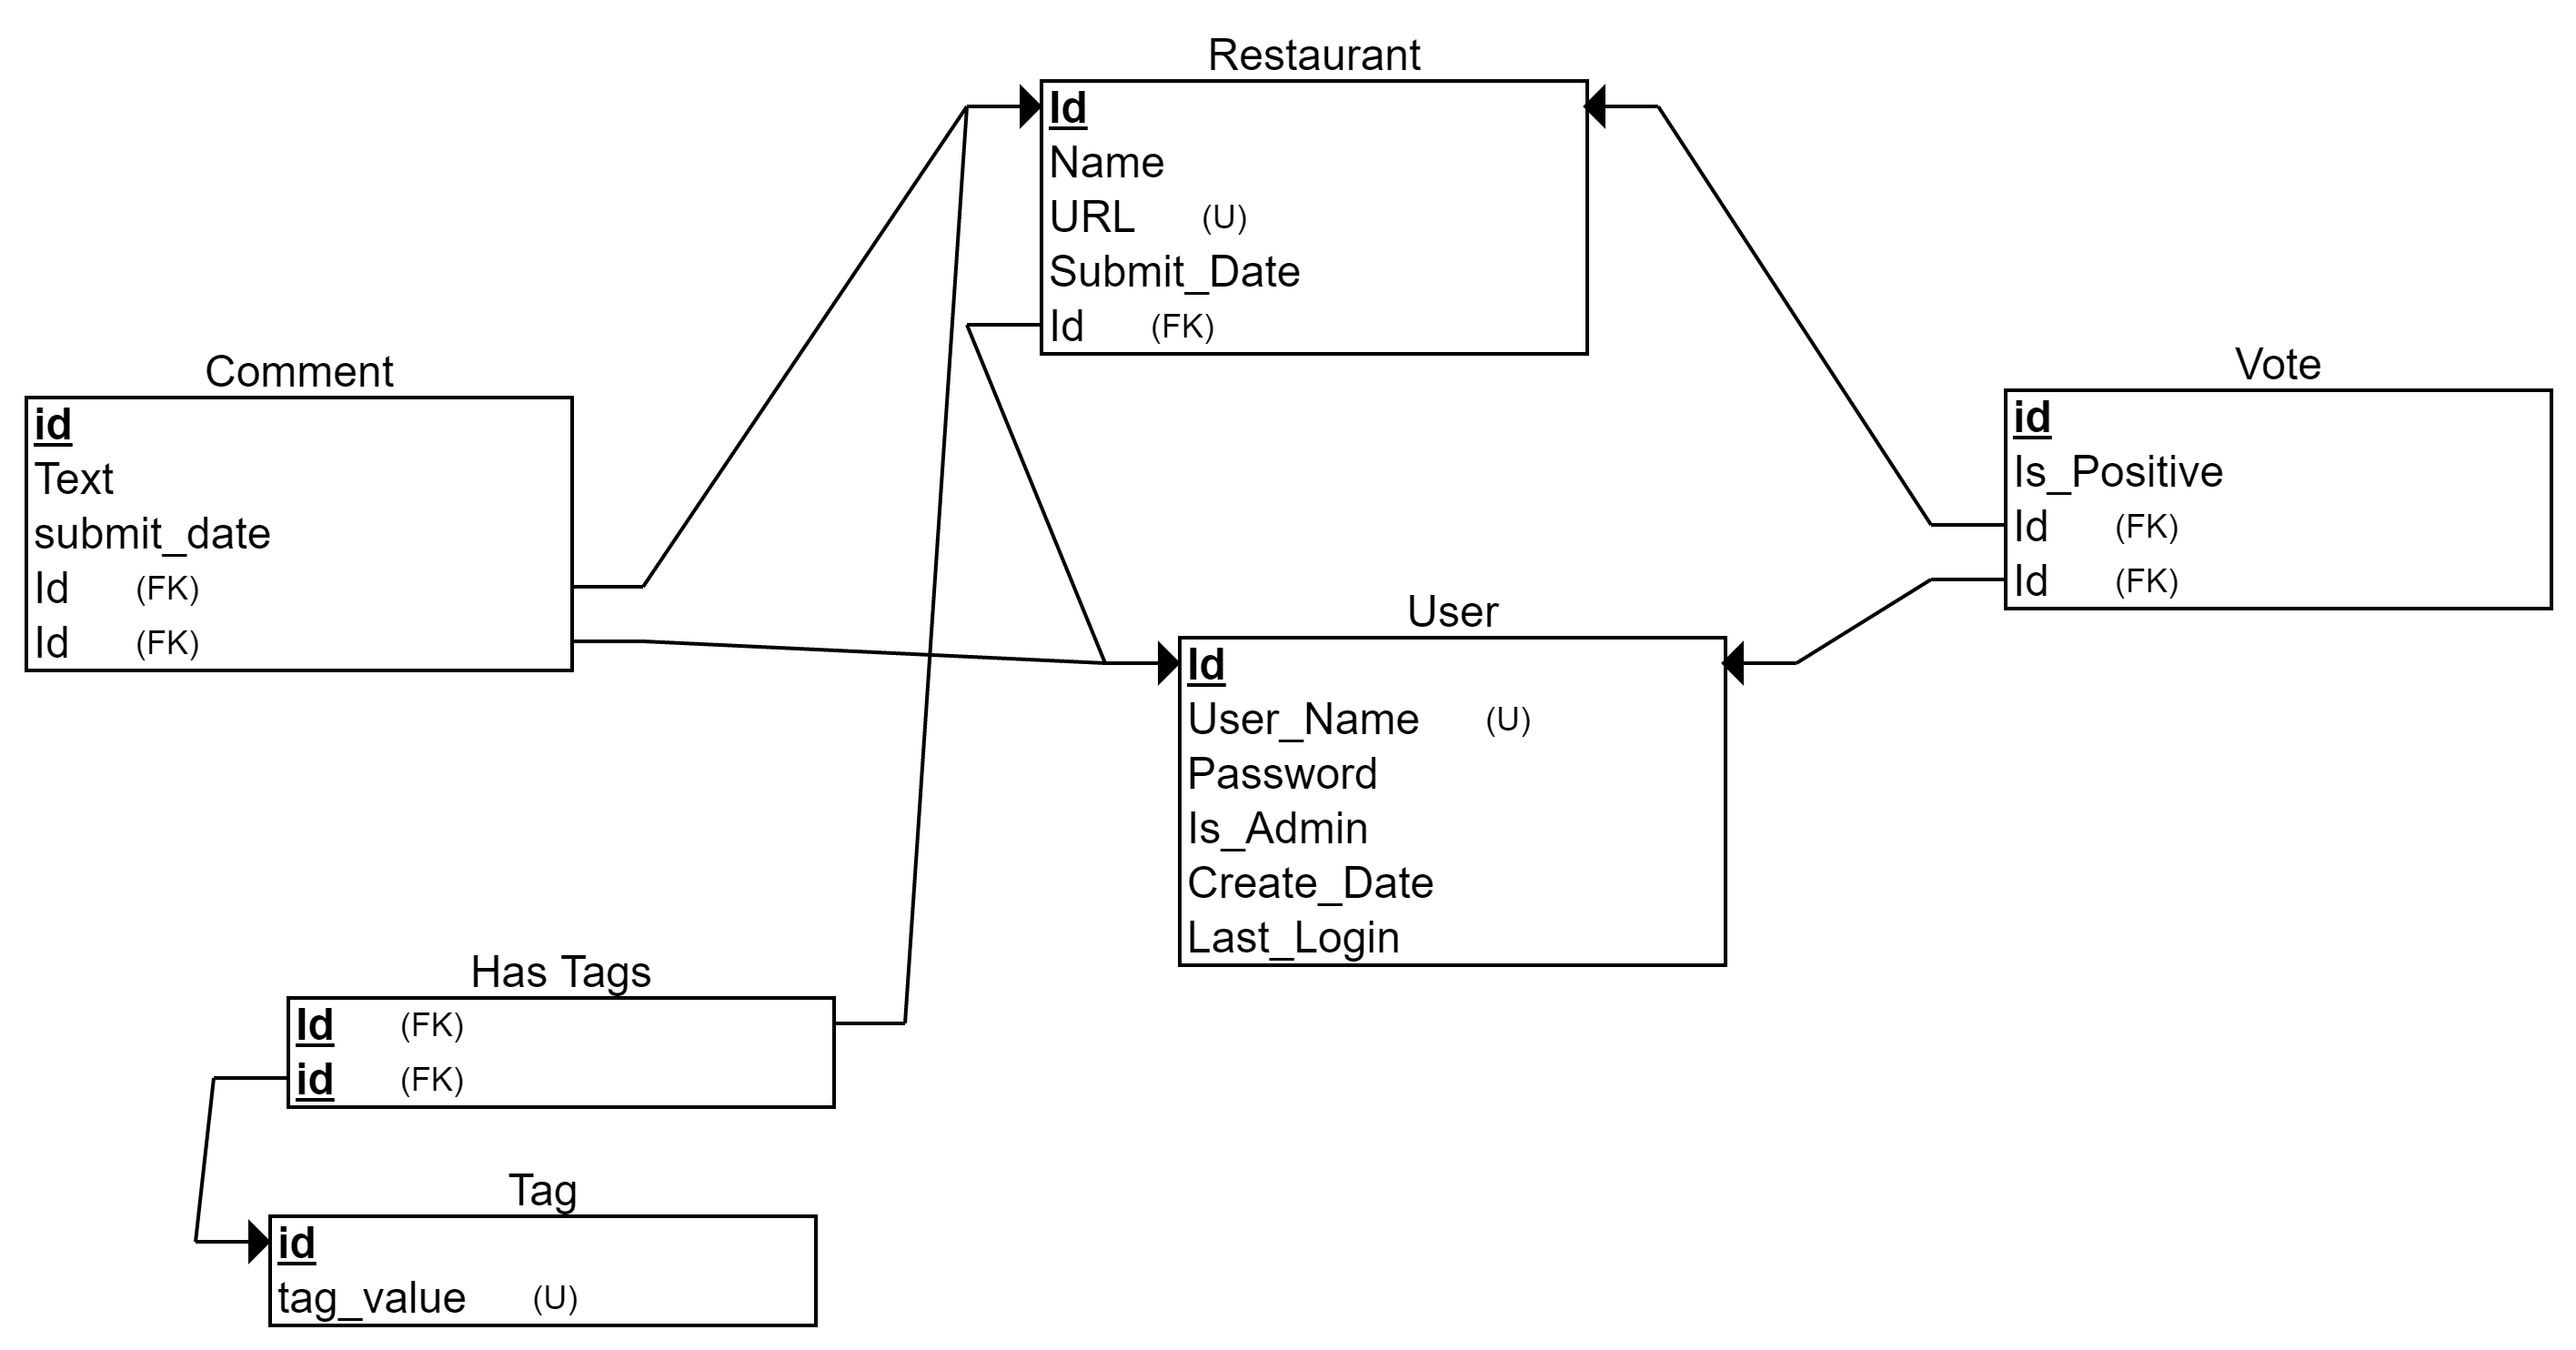 Restaurant
Id
Name
URL (U)
Submit_Date
Id (FK)
Comment
id
Text
submit_date
Id (FK)
Id (FK)
Vote
id
Is_Positive
Id (FK)
Id (FK)
User
Id
User_Name (U)
Password
Is_Admin
Create_Date
Last_Login
Has Tags
Id (FK)
id (FK)
Tag
id
tag_value (U)